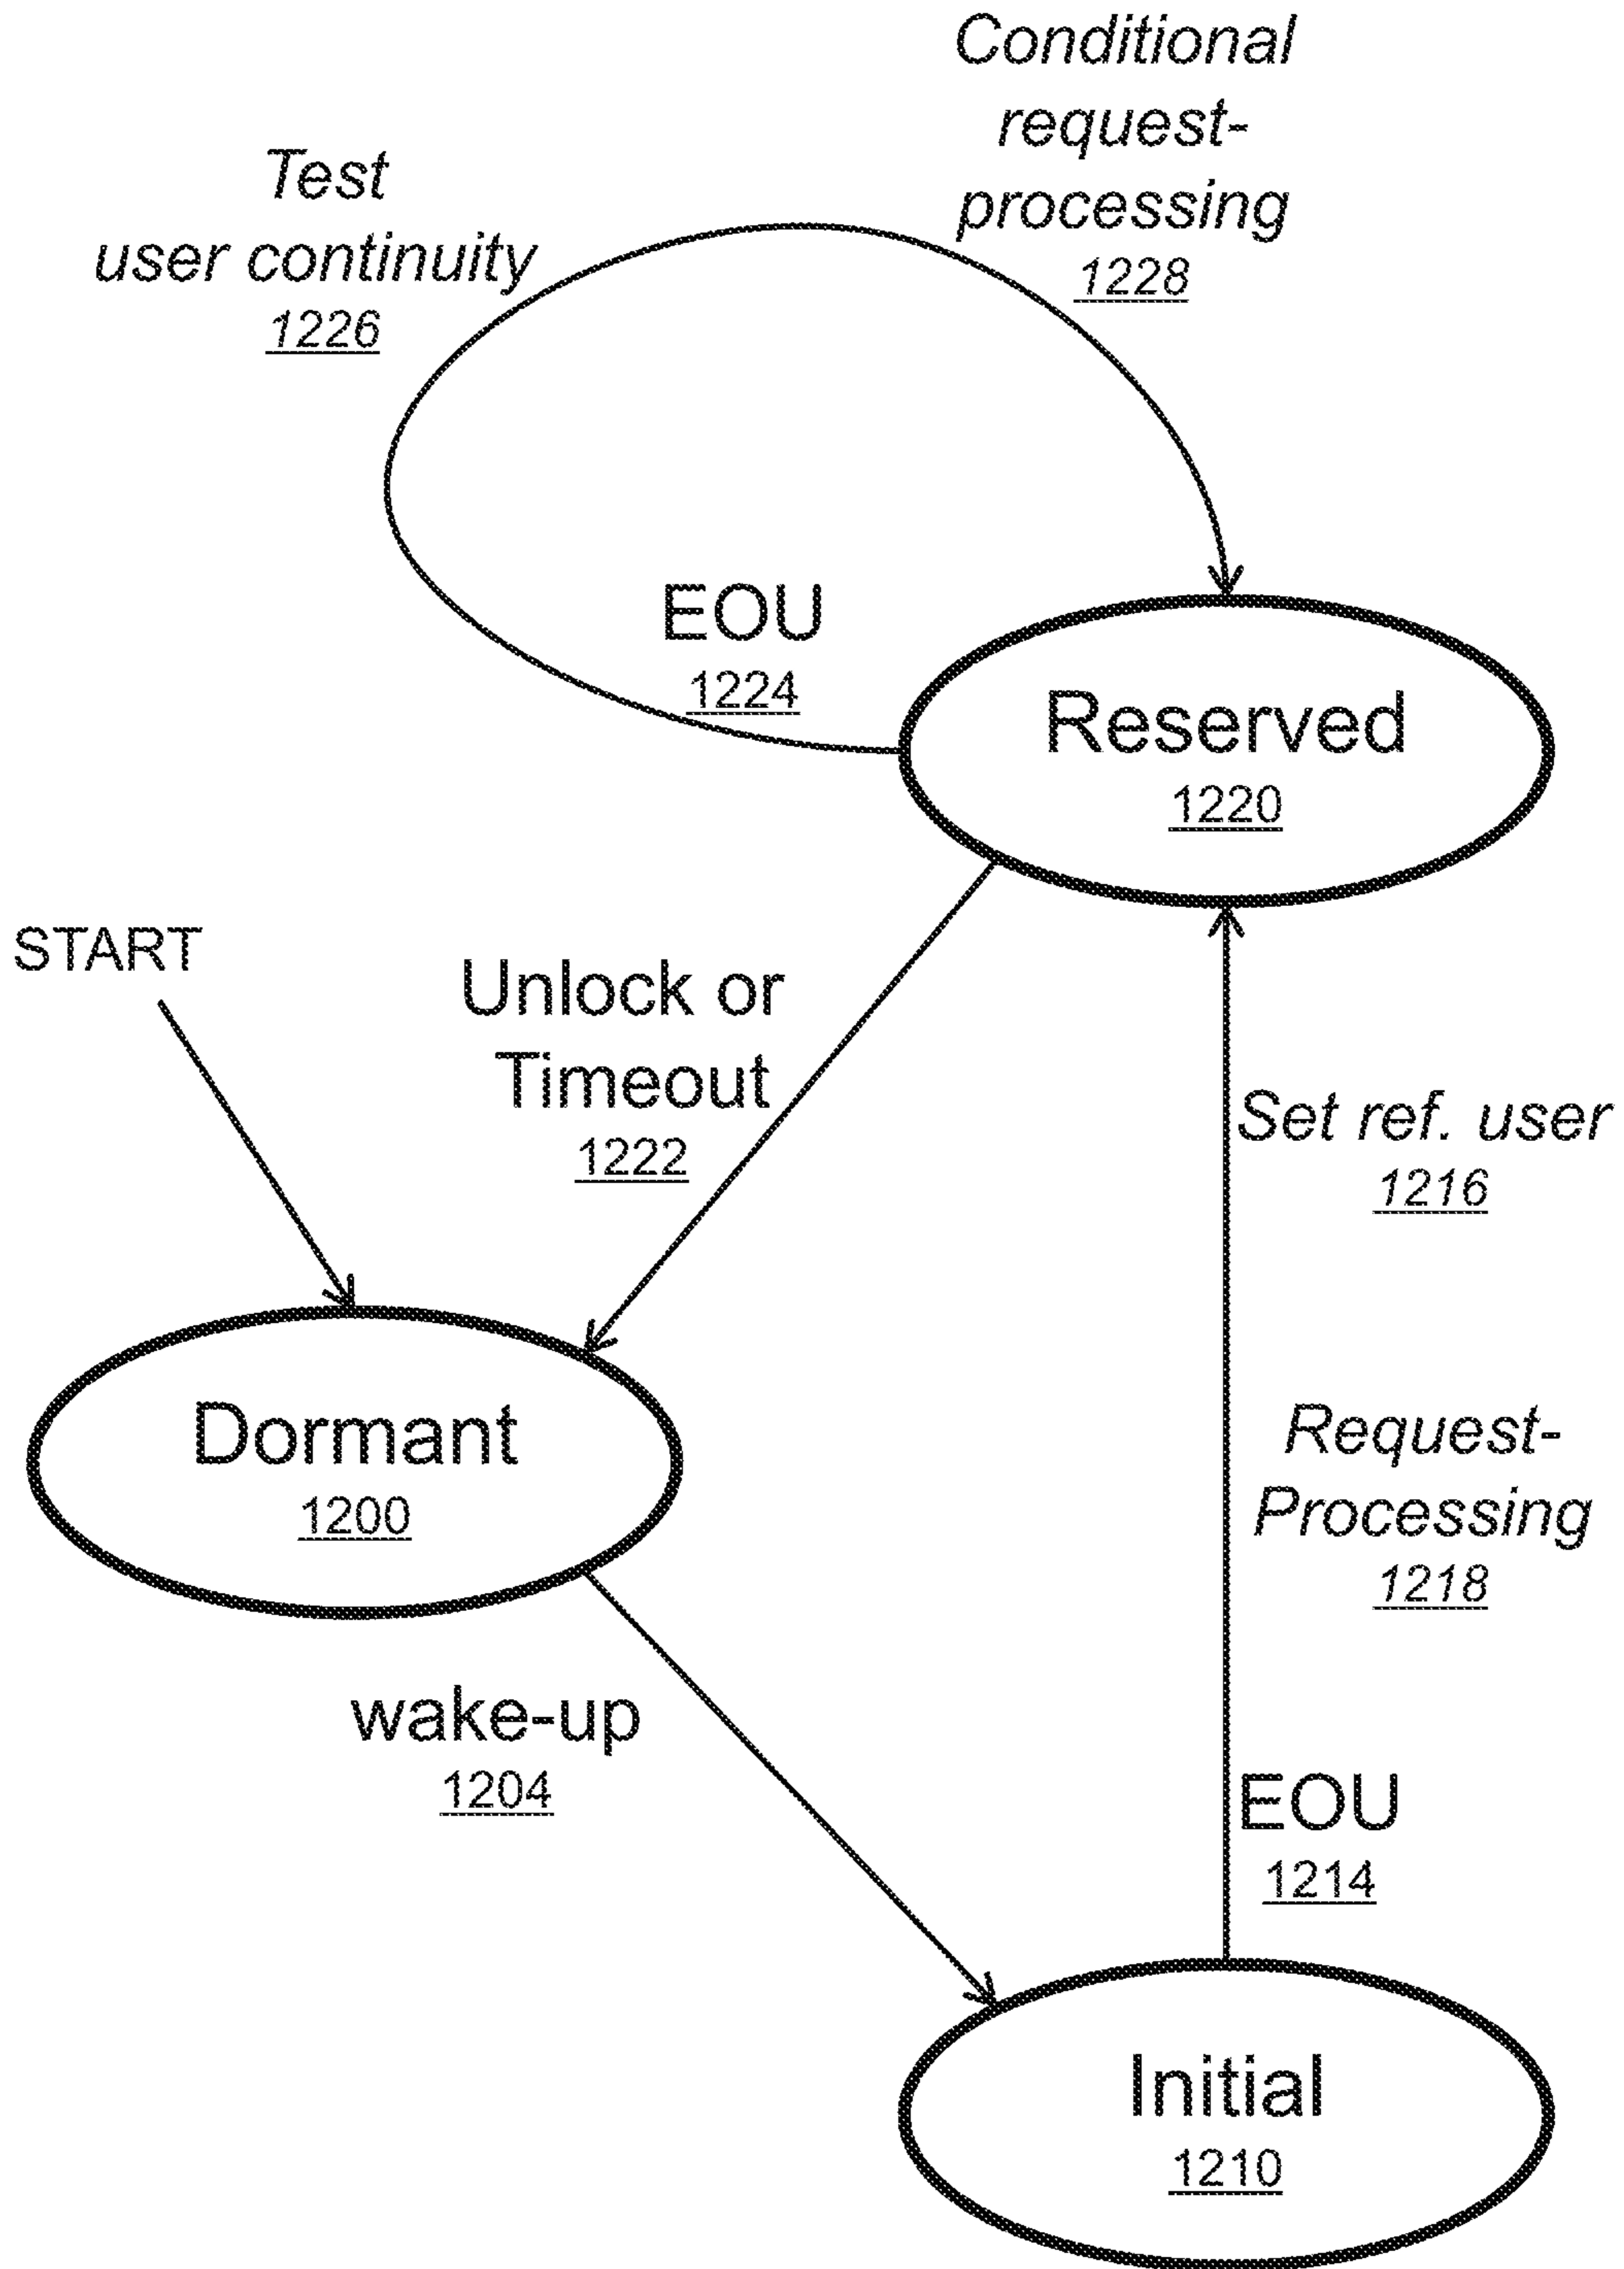 Conditional
request-
processing
1228
Test
user continuity
1226
EOU
1224
Reserved
1220
START
Unlock or
Timeout
1222
Set ref. user
1216
Dormant
1200
Request-
Processing
1218
wake-up
1204
EOU
1214
Initial
1210